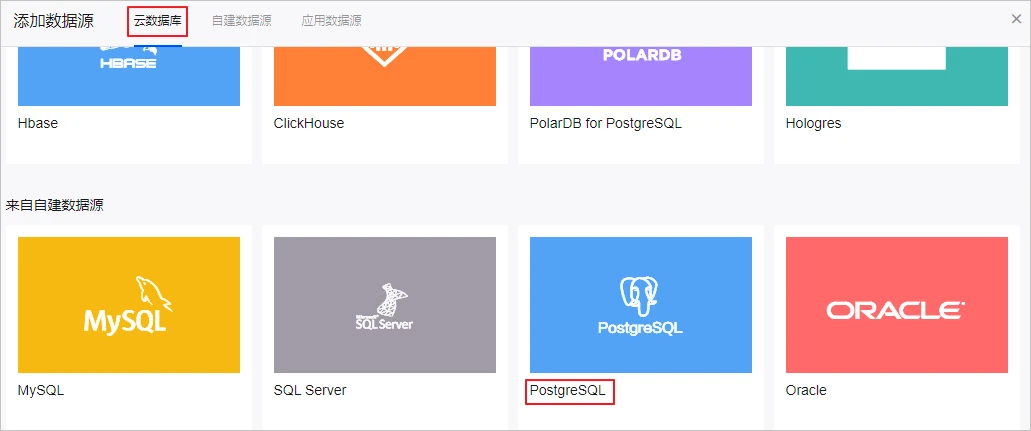 添加数据源 云数据库 自建数据源 应用数据源 ×
HBASE
POLARDB
Hbase ClickHouse PolarDB for PostgreSQL Hologres
来自自建数据源
MySQL SQL Server PostgreSQL ORACLE
MySQL SQL Server PostgreSQL Oracle